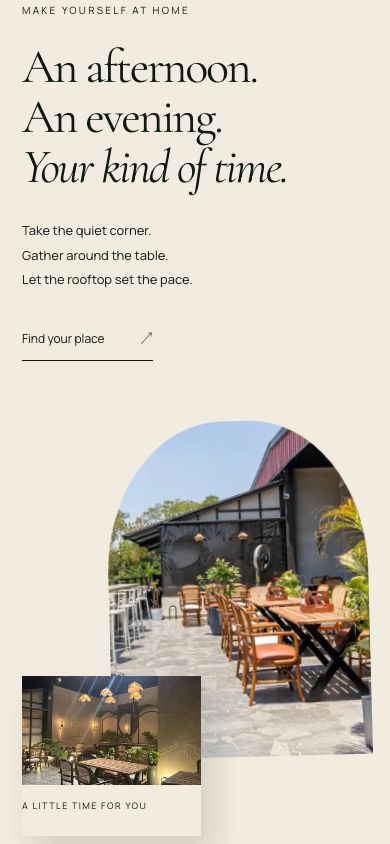 MAKE YOURSELF AT HOME
An afternoon.
An evening.
Your kind of time.
Take the quiet corner.
Gather around the table.
Let the rooftop set the pace.
Find your place
A LITTLE TIME FOR YOU